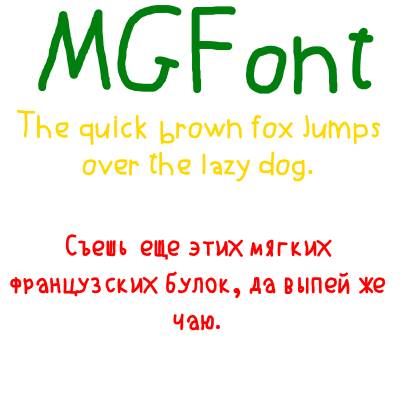 MGFont
The quick brown fox Jumps
over the lazy dog.
Съешь еще этих мягких
французских булок, да выпей же
чаю.